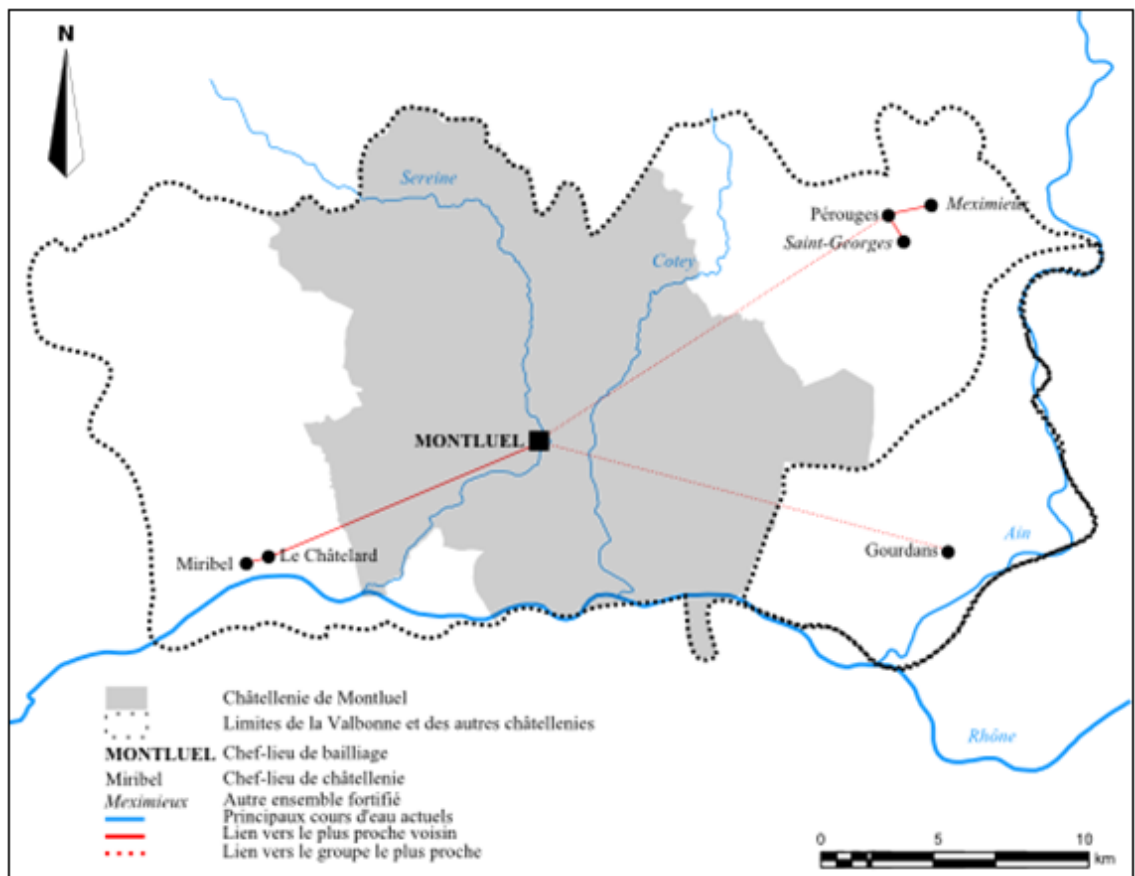 N
Sereine
Pérouges
Meximieux
Saint-Georges
Cotey
MONTLUEL
Miribel
Le Châtelard
Gourdans
Ain
Rhône
Châtellenie de Montluel
Limites de la Valbonne et des autres châtellenies
MONTLUEL Chef-lieu de bailliage
Miribel Chef-lieu de châtellenie
Meximieux Autre ensemble fortifié
Principaux cours d'eau actuels
Lien vers le plus proche voisin
Lien vers le groupe le plus proche
0 5 10
km